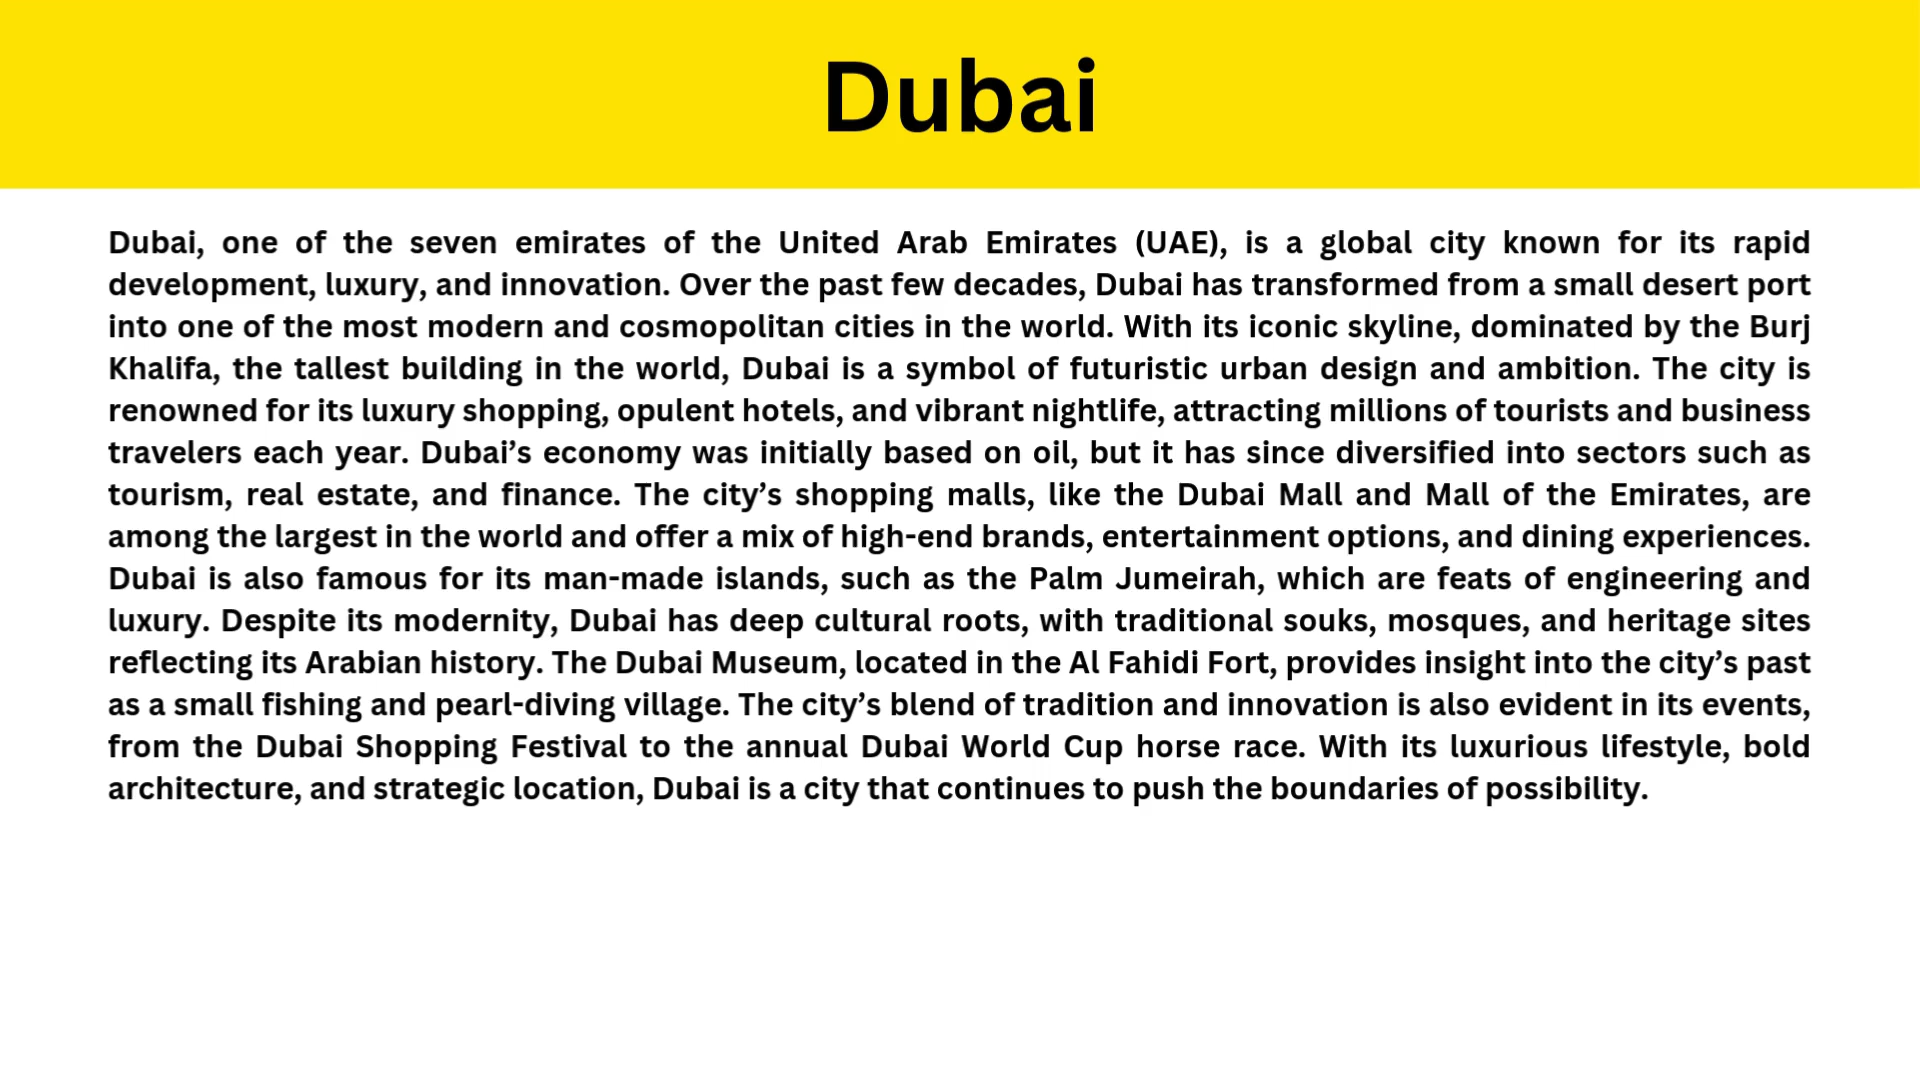 Dubai
Dubai, one of the seven emirates of the United Arab Emirates (UAE), is a global city known for its rapid
development, luxury, and innovation. Over the past few decades, Dubai has transformed from a small desert port
into one of the most modern and cosmopolitan cities in the world. With its iconic skyline, dominated by the Burj
Khalifa, the tallest building in the world, Dubai is a symbol of futuristic urban design and ambition. The city is
renowned for its luxury shopping, opulent hotels, and vibrant nightlife, attracting millions of tourists and business
travelers each year. Dubai’s economy was initially based on oil, but it has since diversified into sectors such as
tourism, real estate, and finance. The city’s shopping malls, like the Dubai Mall and Mall of the Emirates, are
among the largest in the world and offer a mix of high-end brands, entertainment options, and dining experiences.
Dubai is also famous for its man-made islands, such as the Palm Jumeirah, which are feats of engineering and
luxury. Despite its modernity, Dubai has deep cultural roots, with traditional souks, mosques, and heritage sites
reflecting its Arabian history. The Dubai Museum, located in the Al Fahidi Fort, provides insight into the city’s past
as a small fishing and pearl-diving village. The city’s blend of tradition and innovation is also evident in its events,
from the Dubai Shopping Festival to the annual Dubai World Cup horse race. With its luxurious lifestyle, bold
architecture, and strategic location, Dubai is a city that continues to push the boundaries of possibility.